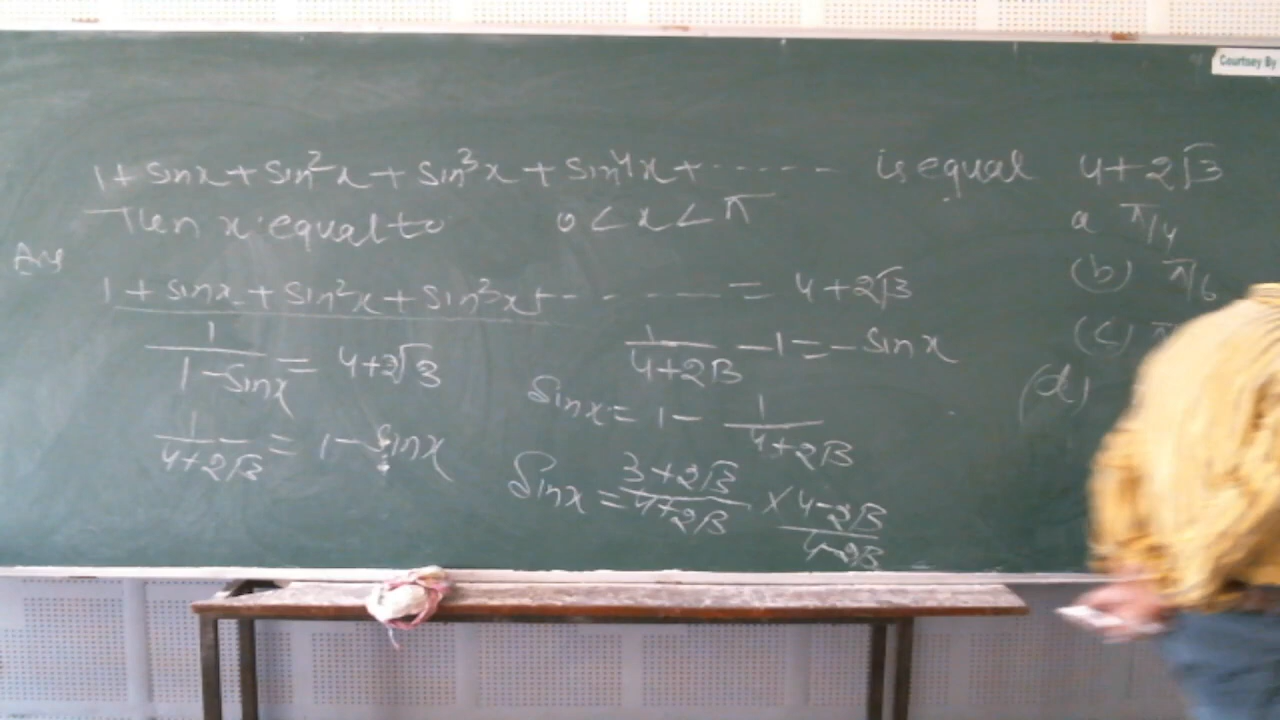 Courtsey By
1+ sinx + sin²x + sin³x + sin⁴x + ------ is equal 4+2√3
Then x equal to 0 < x < π
a π/4
(b) π/6
(c) π
(d)
Ans
1 + sinx + sin²x + sin³x + - - ---- = 4+2√3
1/(1-sinx) = 4+2√3
1/(4+2√3) = 1-sinx
1/(4+2√3) -1 = -sinx
Sinx = 1 - 1/(4+2√3)
Sinx = (3+2√3)/(4+2√3) × (4-2√3)/(4-2√3)